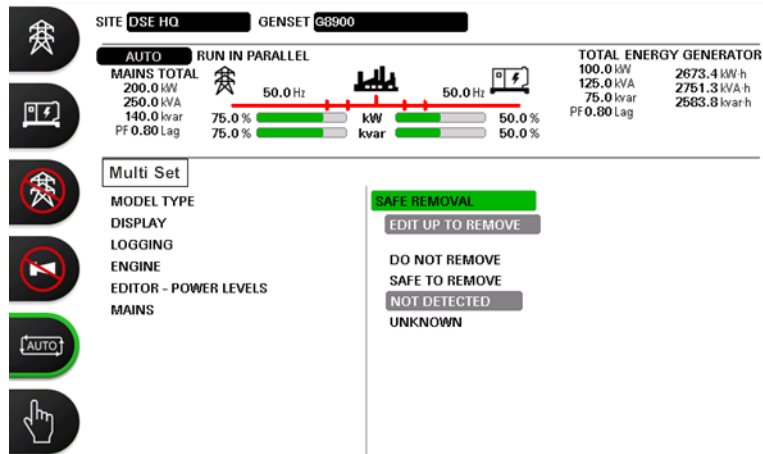 SITE DSE HQ GENSET G8900
AUTO RUN IN PARALLEL
MAINS TOTAL
200.0 kW
250.0 kVA
140.0 kvar
PF 0.80 Lag
50.0 Hz
50.0 Hz
75.0 % kW 50.0 %
75.0 % kvar 50.0 %
TOTAL ENERGY GENERATOR
100.0 kW 2673.4 kW·h
125.0 kVA 2751.3 kVA·h
75.0 kvar 2583.8 kvar·h
PF 0.80 Lag
Multi Set
MODEL TYPE
DISPLAY
LOGGING
ENGINE
EDITOR - POWER LEVELS
MAINS
SAFE REMOVAL
EDIT UP TO REMOVE
DO NOT REMOVE
SAFE TO REMOVE
NOT DETECTED
UNKNOWN
AUTO